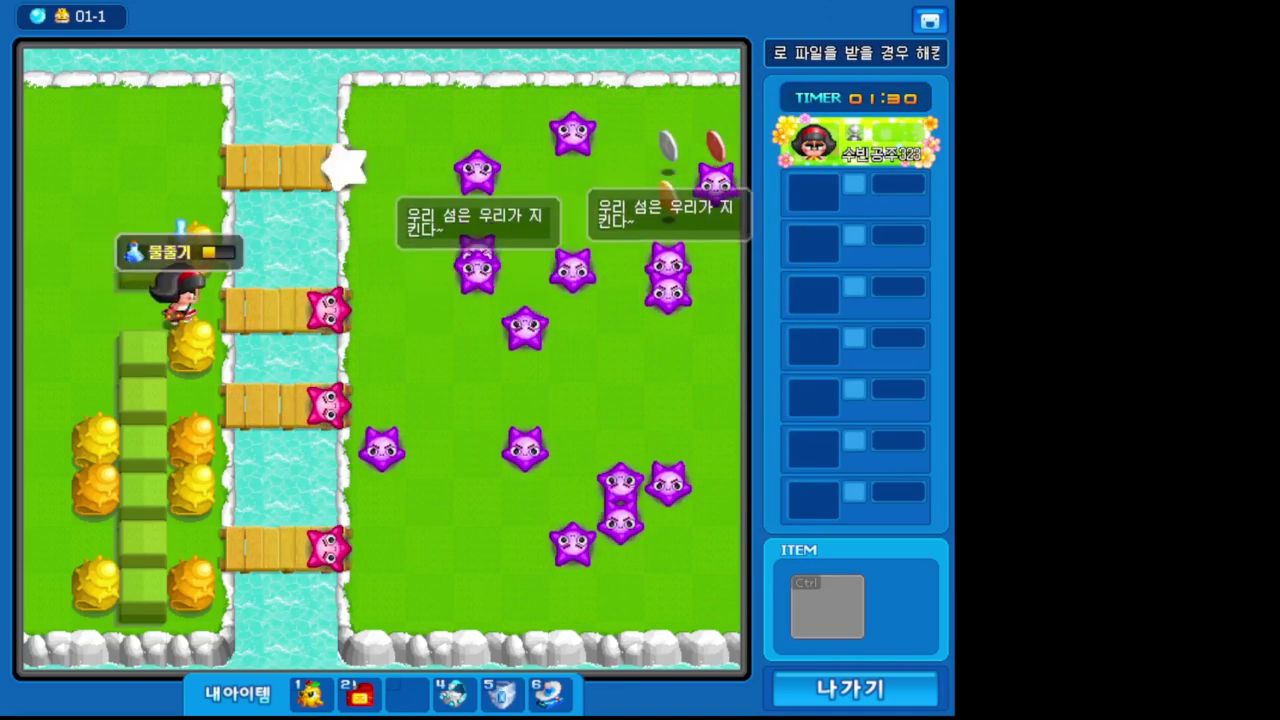 01-1
로 파일을 받을 경우 해킹
TIMER 01:30
수빈공주023
우리 섬은 우리가 지
킨다~
우리 섬은 우리가 지
킨다~
물줄기
ITEM
Ctrl
내아이템
1
2
4
5
6
나가기